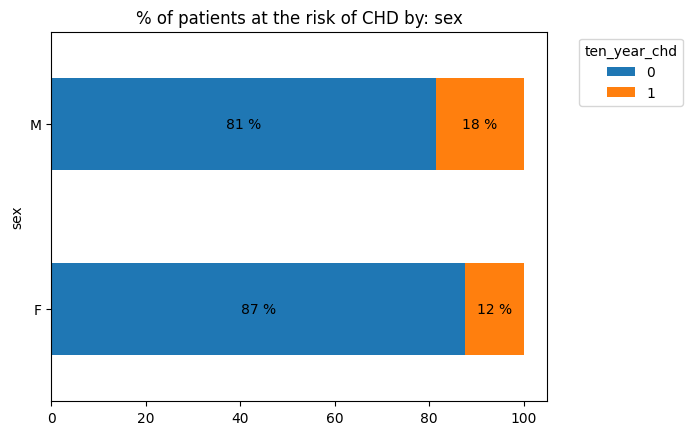 % of patients at the risk of CHD by: sex
ten_year_chd
0
1
M
81 %
18 %
sex
F
87 %
12 %
0
20
40
60
80
100